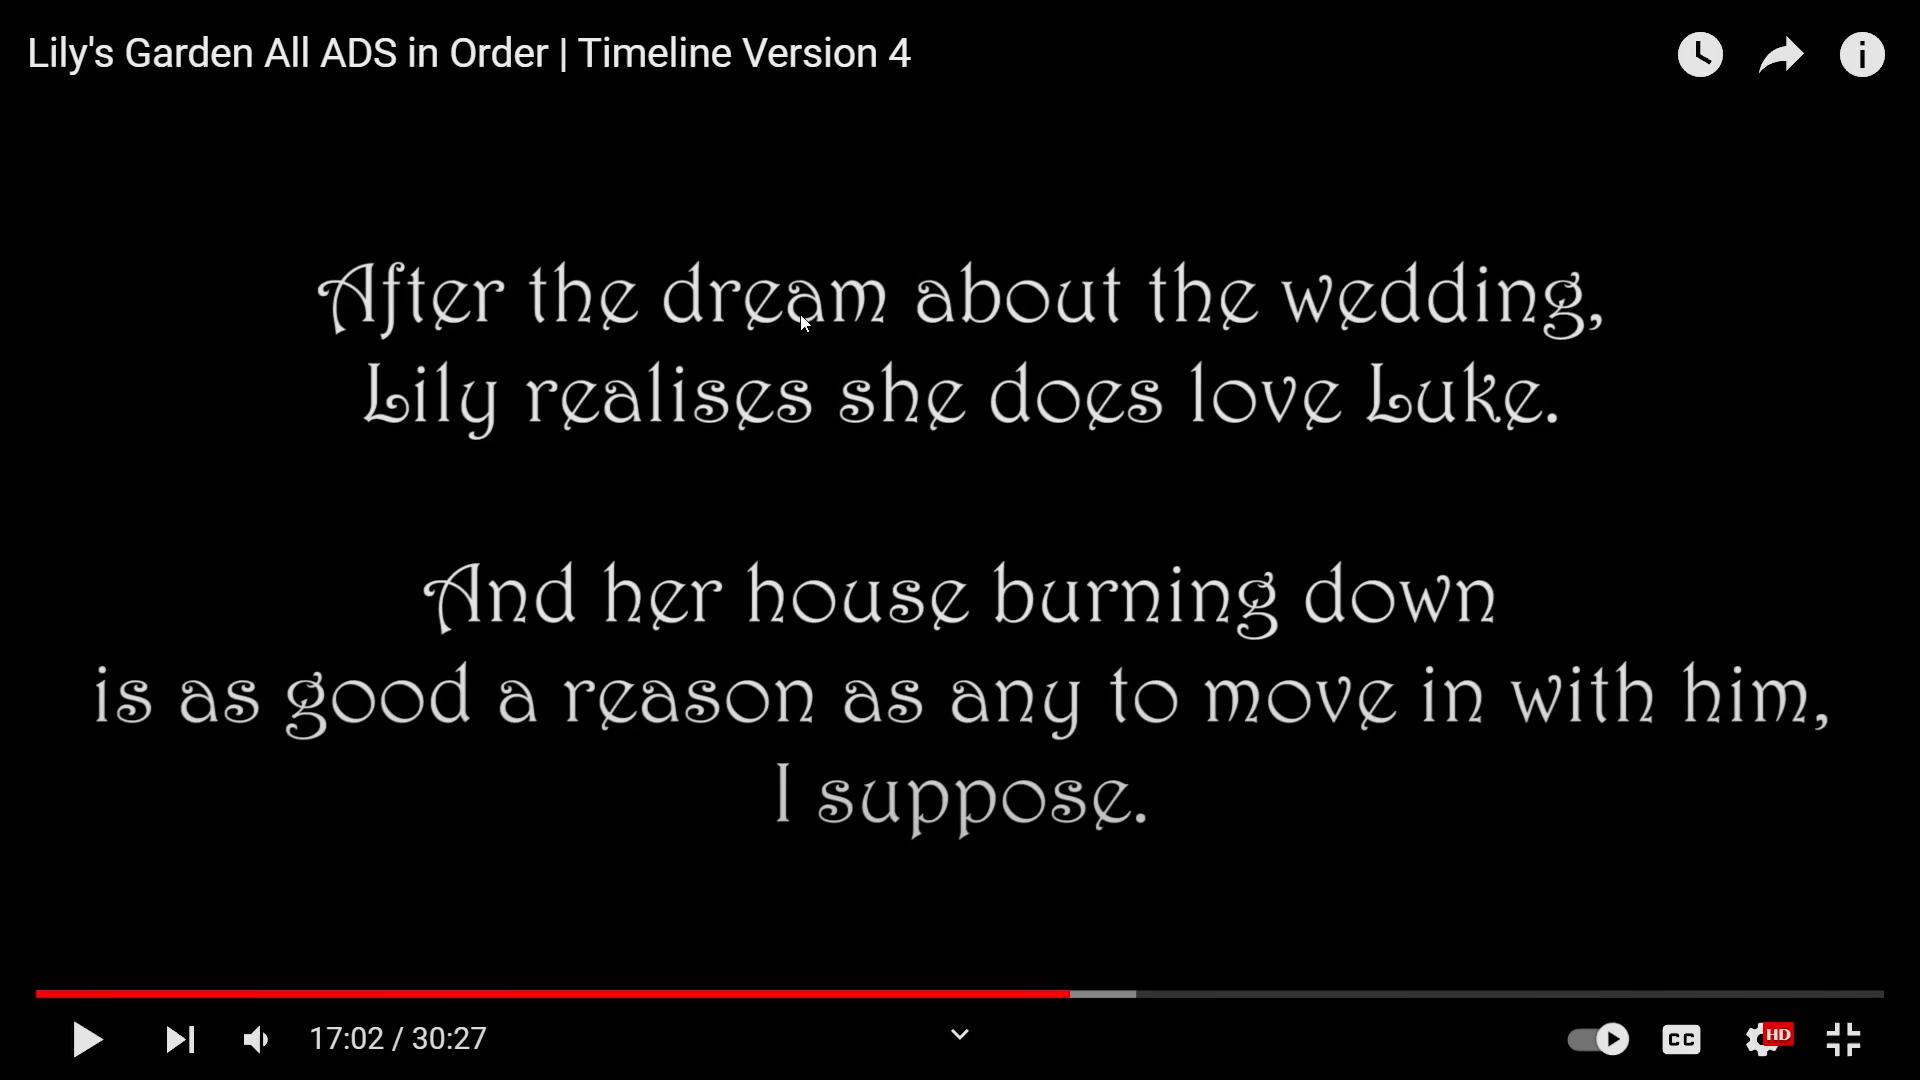 Lily's Garden All ADS in Order | Timeline Version 4
After the dream about the wedding,
Lily realises she does love Luke.
And her house burning down
is as good a reason as any to move in with him,
I suppose.
17:02 / 30:27
CC
HD